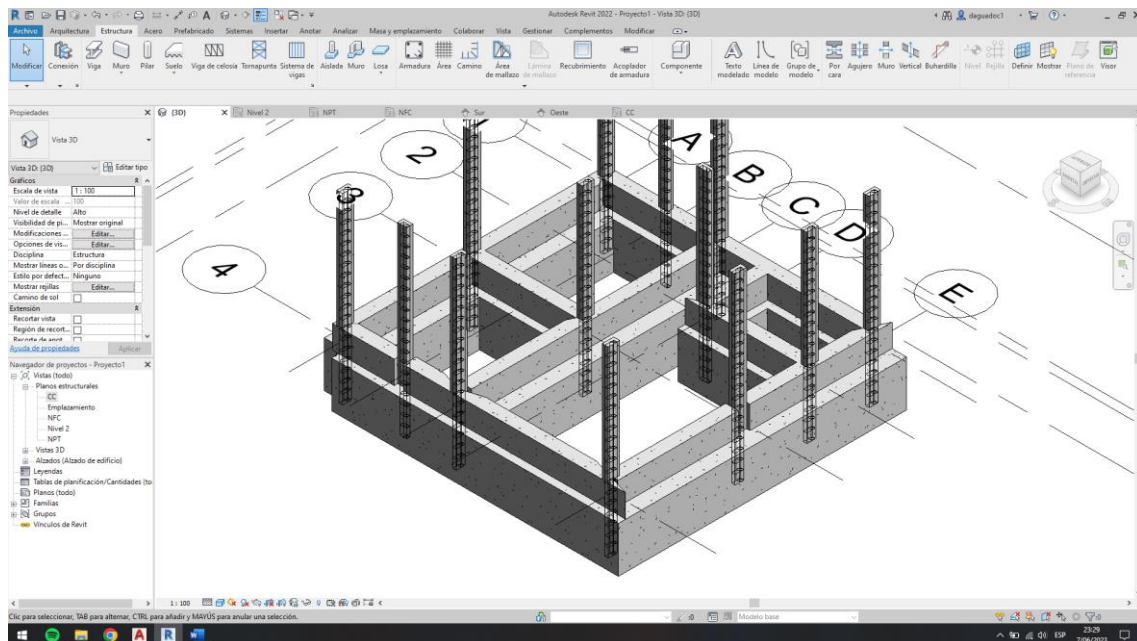 Autodesk Revit 2022 - Proyecto1 - Vista 3D: {3D}
daguadoc1
Archivo Arquitectura Estructura Acero Prefabricado Sistemas Insertar Anotar Analizar Masa y emplazamiento Colaborar Vista Gestionar Complementos Modificar
Modificar Conexión Viga Muro Pilar Suelo Viga de celosía Tornapunta Sistema de vigas Aislada Muro Losa Armadura Área Camino Área de mallazo Lámina de mallazo Recubrimiento Acoplador de armadura Componente Texto modelado Línea de modelo Grupo de modelo Por cara Agujero Muro Vertical Buhardilla Nivel Rejilla Definir Mostrar Plano de referencia Visor
Propiedades
{3D} Nivel 2 NPT NFC Sur Oeste CC
Vista 3D
Vista 3D: {3D} Editar tipo
Gráficos
Escala de vista 1 : 100
Valor de escala ... 100
Nivel de detalle Alto
Visibilidad de pi... Mostrar original
Modificaciones ... Editar...
Opciones de vis... Editar...
Disciplina Estructura
Mostrar líneas o... Por disciplina
Estilo por defect... Ninguno
Mostrar rejillas Editar...
Camino de sol
Extensión
Recortar vista
Región de recort...
Recorte de anot...
Ayuda de propiedades Aplicar
Navegador de proyectos - Proyecto1
Vistas (todo)
Planos estructurales
CC
Emplazamiento
NFC
Nivel 2
NPT
Vistas 3D
Alzados (Alzado de edificio)
Leyendas
Tablas de planificación/Cantidades (to
Planos (todo)
Familias
Grupos
Vínculos de Revit
2
3
4
A
B
C
D
E
1 : 100
Clic para seleccionar, TAB para alternar, CTRL para añadir y MAYÚS para anular una selección.
:0
Modelo base
:0
ESP
23:29
7/06/2023